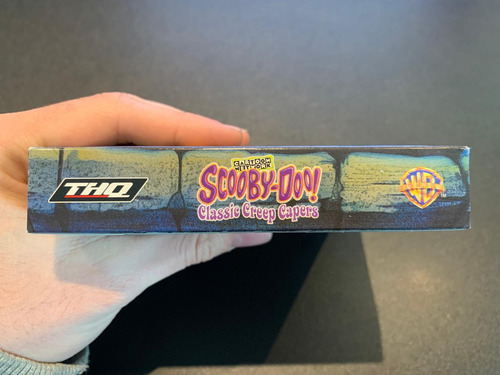 THQ
CARTOON NETWORK
SCOOBY-DOO!
Classic Creep Capers
WB